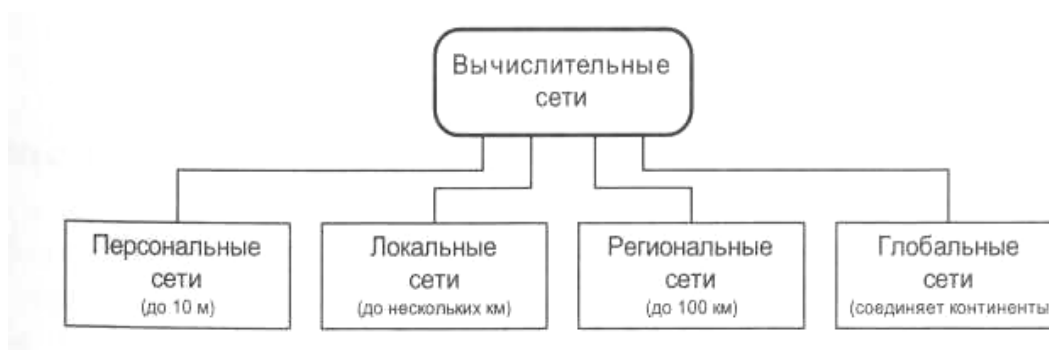 Вычислительные
сети
Персональные
сети
(до 10 м)
Локальные
сети
(до нескольких км)
Региональные
сети
(до 100 км)
Глобальные
сети
(соединяет континенты